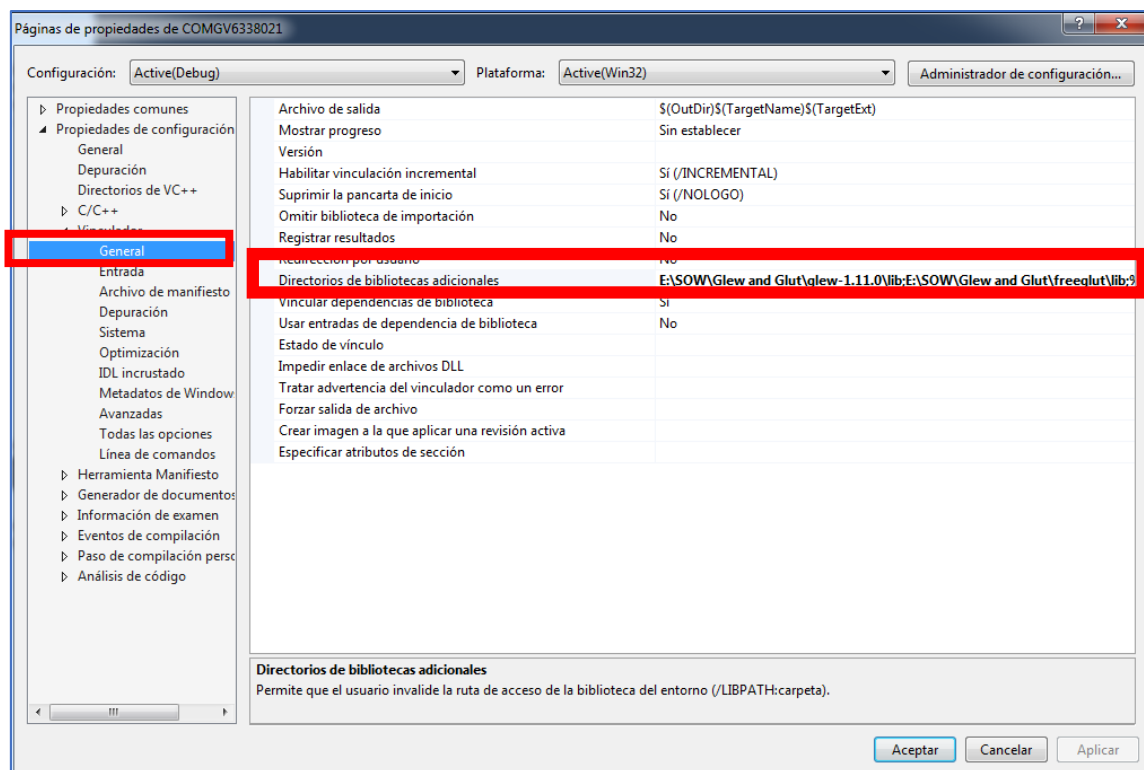 Páginas de propiedades de COMGV6338021
Configuración: Active(Debug) Plataforma: Active(Win32) Administrador de configuración...
Propiedades comunes
Propiedades de configuración
General
Depuración
Directorios de VC++
C/C++
Vinculador
General
Entrada
Archivo de manifiesto
Depuración
Sistema
Optimización
IDL incrustado
Metadatos de Window
Avanzadas
Todas las opciones
Línea de comandos
Herramienta Manifiesto
Generador de documentos
Información de examen
Eventos de compilación
Paso de compilación perso
Análisis de código
Archivo de salida $(OutDir)$(TargetName)$(TargetExt)
Mostrar progreso Sin establecer
Versión
Habilitar vinculación incremental Sí (/INCREMENTAL)
Suprimir la pancarta de inicio Sí (/NOLOGO)
Omitir biblioteca de importación No
Registrar resultados No
Redirección por usuario No
Directorios de bibliotecas adicionales E:\SOW\Glew and Glut\glew-1.11.0\lib;E:\SOW\Glew and Glut\freeglut\lib;%
Vincular dependencias de biblioteca Sí
Usar entradas de dependencia de biblioteca No
Estado de vínculo
Impedir enlace de archivos DLL
Tratar advertencia del vinculador como un error
Forzar salida de archivo
Crear imagen a la que aplicar una revisión activa
Especificar atributos de sección
Directorios de bibliotecas adicionales
Permite que el usuario invalide la ruta de acceso de la biblioteca del entorno (/LIBPATH:carpeta).
Aceptar Cancelar Aplicar